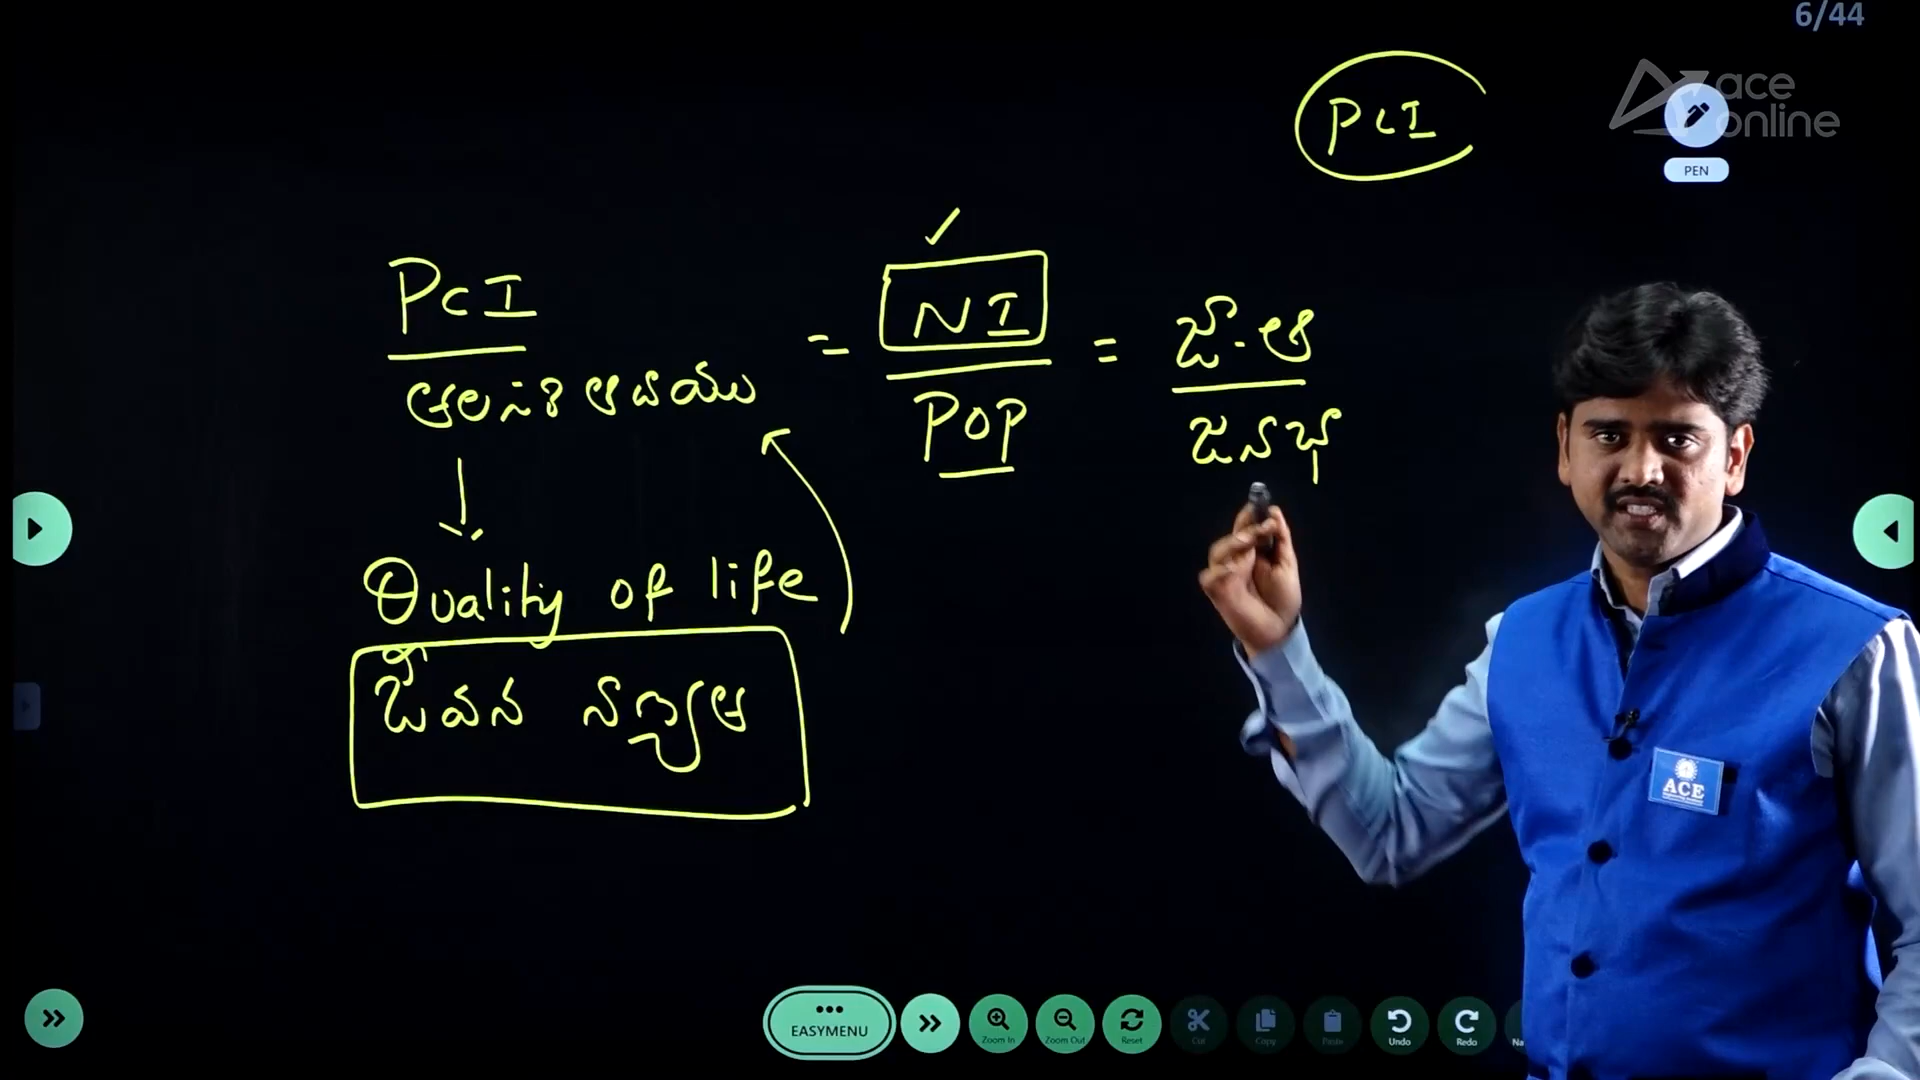 6/44
PCI
ace
online
PEN
PCI
తలసరి ఆదాయము
= NI
POP
= జా.ఆ
జనాభా
Quality of life
జీవన నాణ్యత
ACE
EASYMENU
Zoom In
Zoom Out
Reset
Cut
Copy
Paste
Undo
Redo